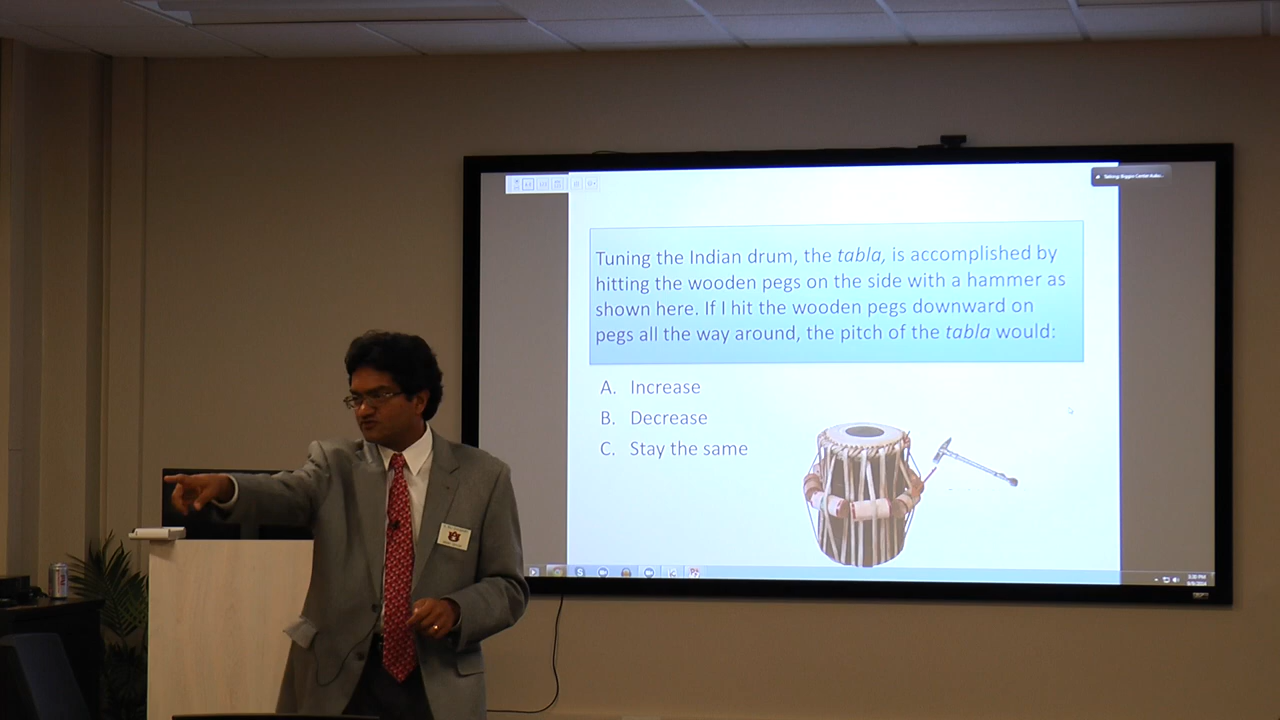 Tuning the Indian drum, the tabla, is accomplished by
hitting the wooden pegs on the side with a hammer as
shown here. If I hit the wooden pegs downward on
pegs all the way around, the pitch of the tabla would:
A. Increase
B. Decrease
C. Stay the same